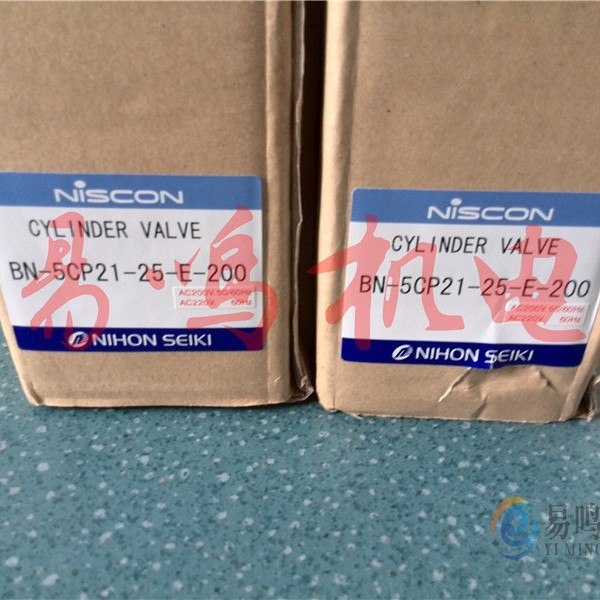 NISCON
CYLINDER VALVE
BN-5CP21-25-E-200
AC200V 50/60Hz
AC220V 60Hz
NIHON SEIKI
NISCON
CYLINDER VALVE
BN-5CP21-25-E-200
AC200V 50/60Hz
AC220V 60Hz
NIHON SEIKI
易鸣机电
易鸣
YI MING